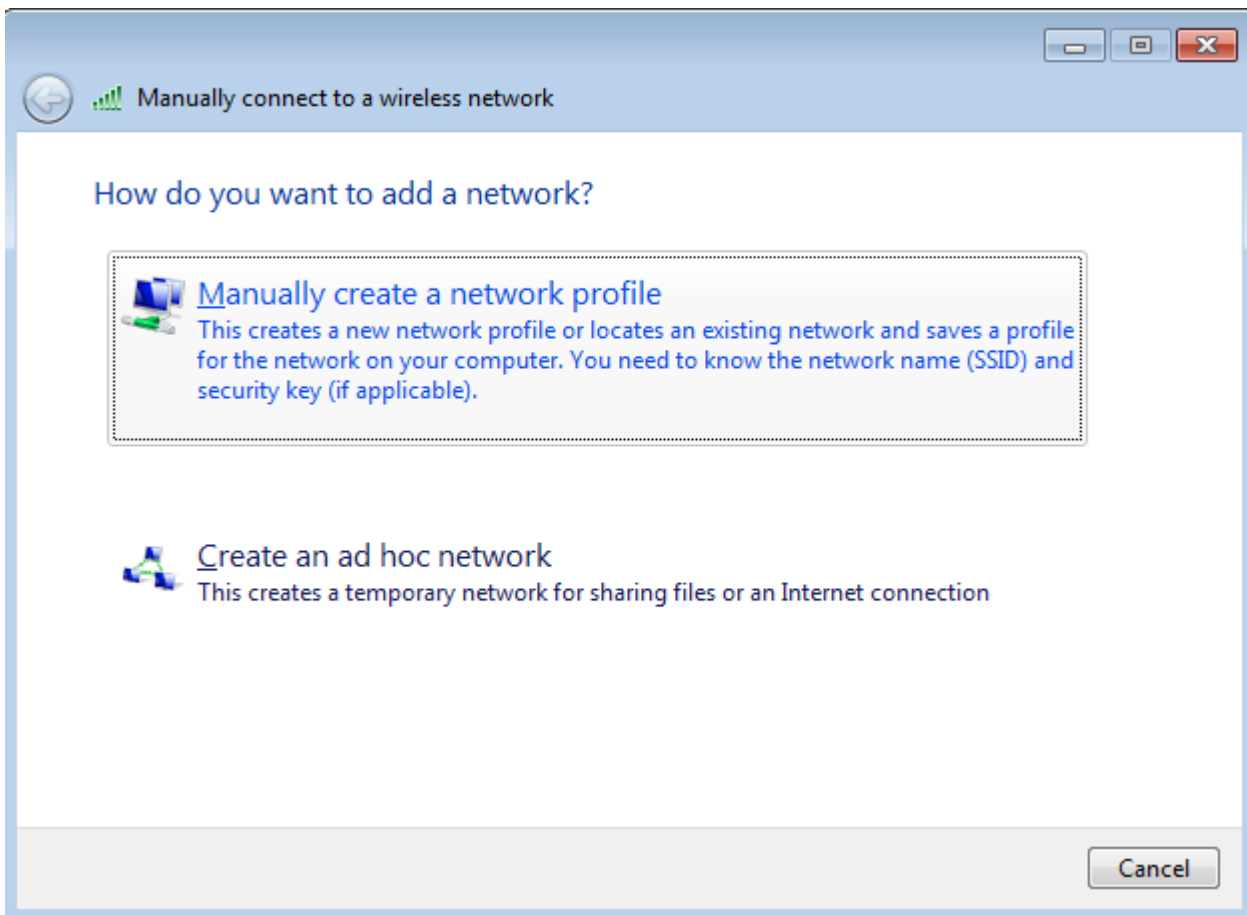 Manually connect to a wireless network
How do you want to add a network?
Manually create a network profile
This creates a new network profile or locates an existing network and saves a profile
for the network on your computer. You need to know the network name (SSID) and
security key (if applicable).
Create an ad hoc network
This creates a temporary network for sharing files or an Internet connection
Cancel